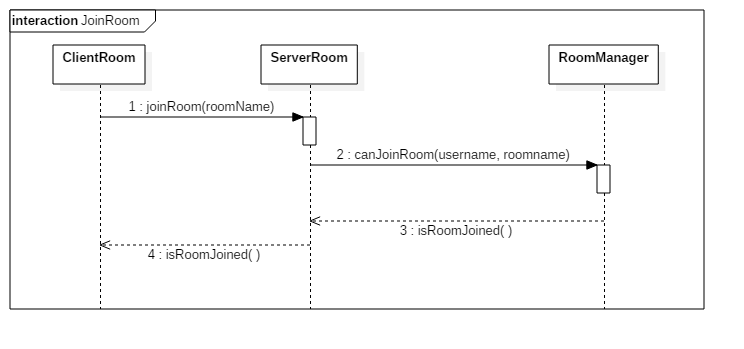 interaction JoinRoom
ClientRoom
ServerRoom
RoomManager
1 : joinRoom(roomName)
2 : canJoinRoom(username, roomname)
3 : isRoomJoined( )
4 : isRoomJoined( )